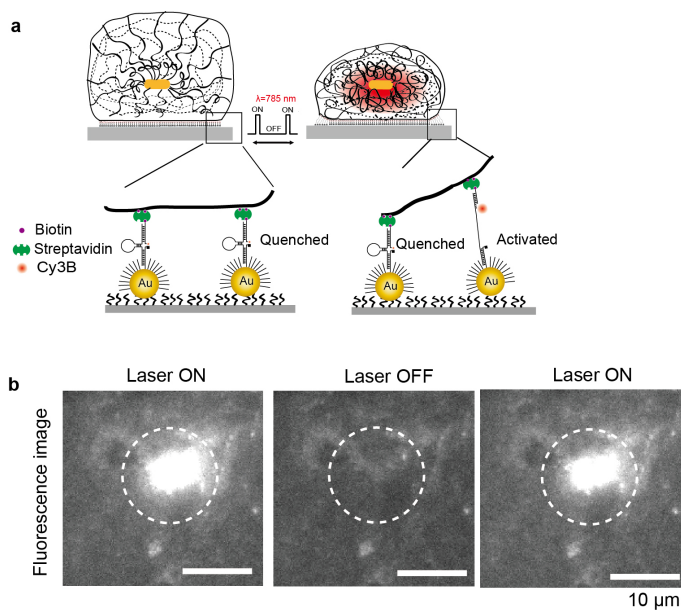 a
λ=785 nm
ON
ON
OFF
Biotin
Streptavidin
Cy3B
Quenched
Au
Au
Quenched
Activated
Au
Au
b
Laser ON
Laser OFF
Laser ON
Fluorescence image
10 μm